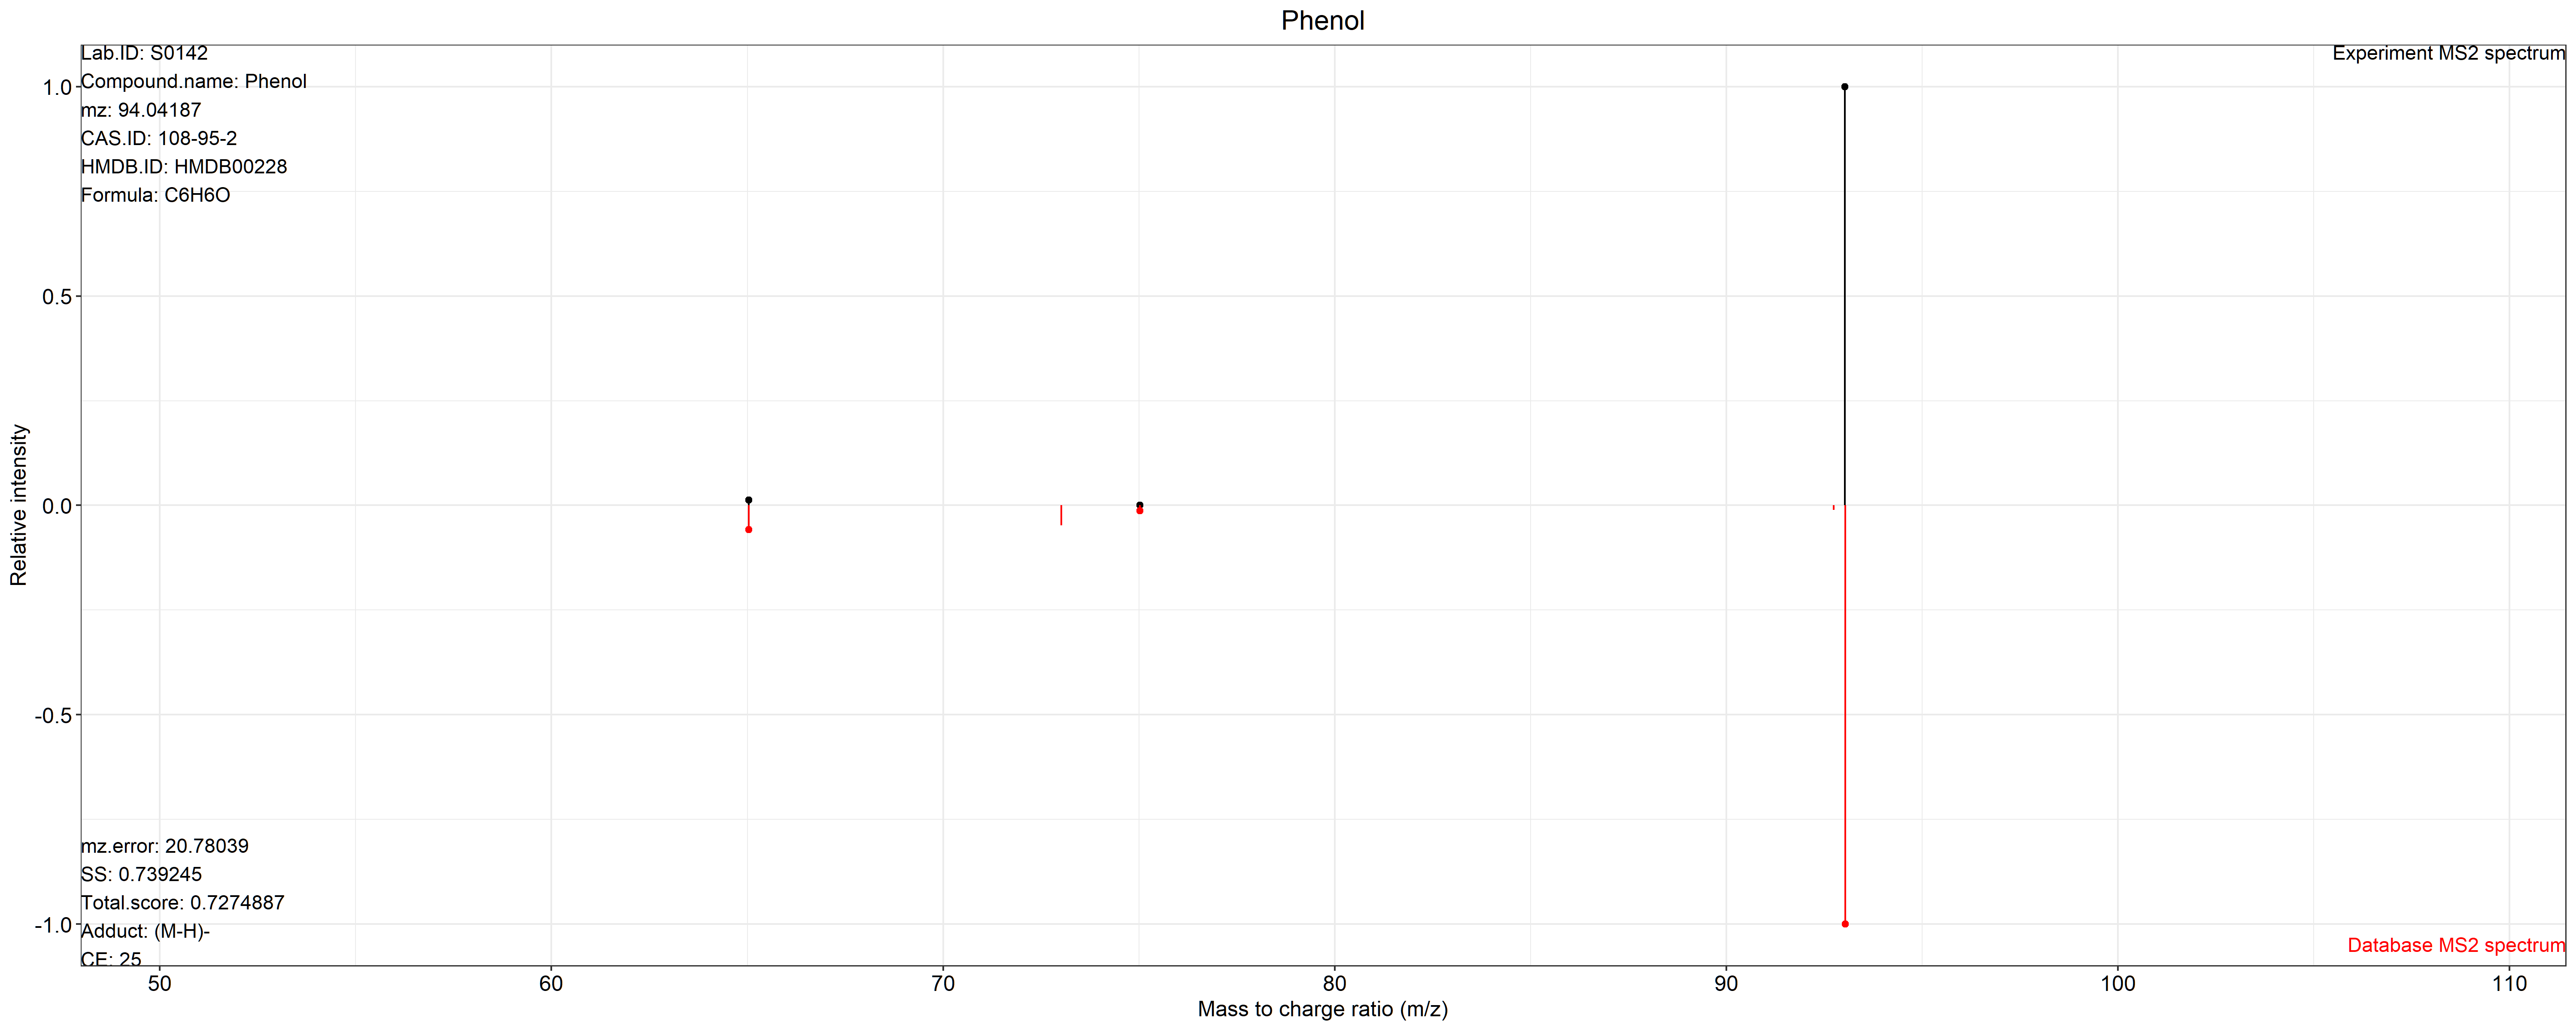 Phenol
Lab.ID: S0142
Experiment MS2 spectrum
Compound.name: Phenol
mz: 94.04187
CAS.ID: 108-95-2
HMDB.ID: HMDB00228
Formula: C6H6O
1.0
0.5
0.0
-0.5
-1.0
Relative intensity
mz.error: 20.78039
SS: 0.739245
Total.score: 0.7274887
Adduct: (M-H)-
CE: 25
Database MS2 spectrum
50 60 70 80 90 100 110
Mass to charge ratio (m/z)